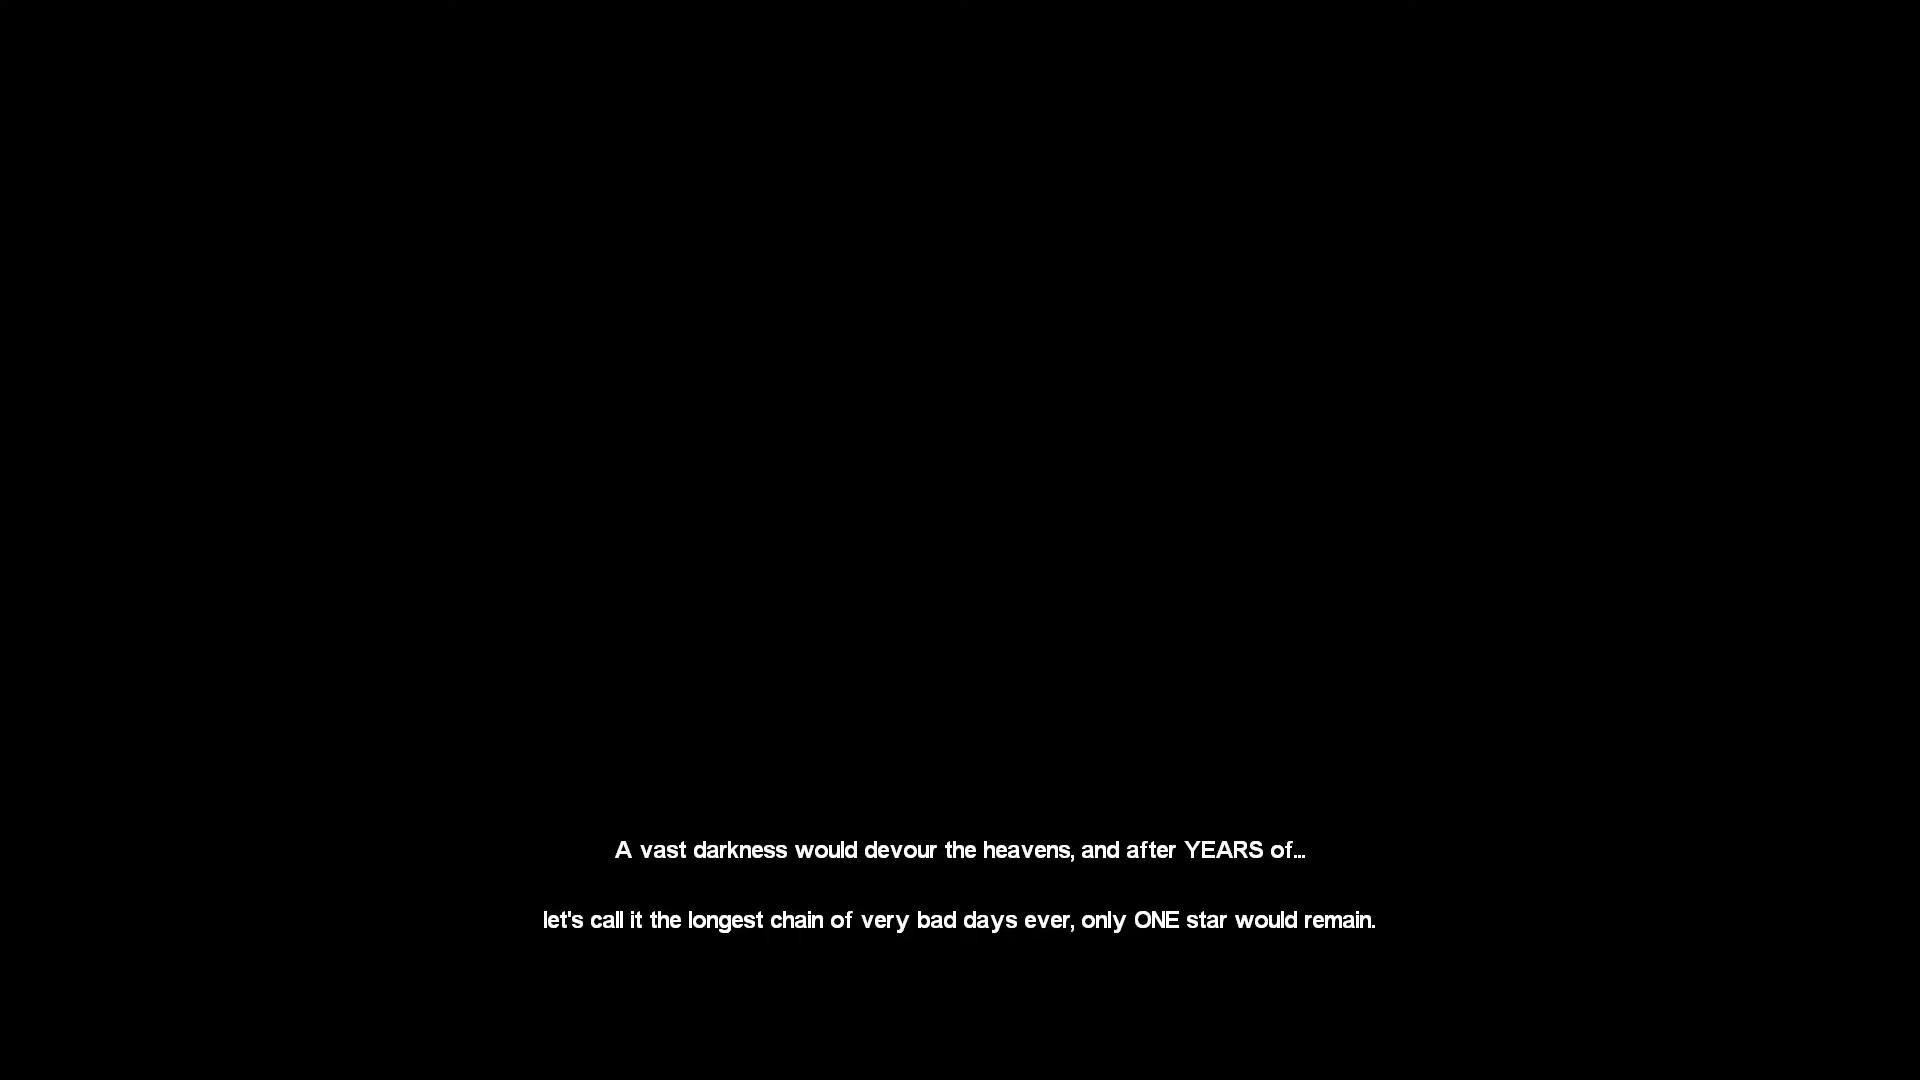 A vast darkness would devour the heavens, and after YEARS of...
let's call it the longest chain of very bad days ever, only ONE star would remain.